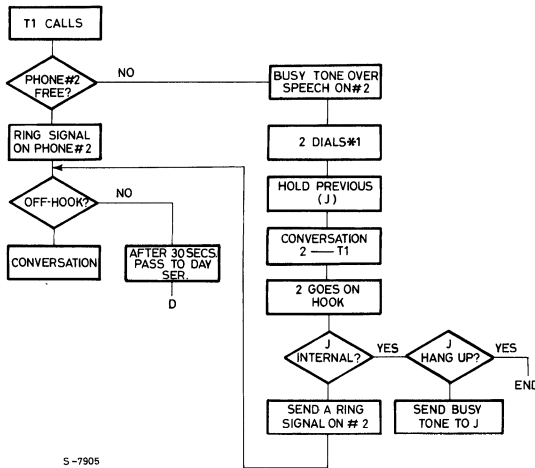 T1 CALLS
PHONE#2
FREE?
NO
RING SIGNAL
ON PHONE#2
OFF-HOOK?
NO
CONVERSATION
AFTER 30SECS.
PASS TO DAY
SER.
D
BUSY TONE OVER
SPEECH ON#2
2 DIALS*1
HOLD PREVIOUS
(J)
CONVERSATION
2 — T1
2 GOES ON
HOOK
J
INTERNAL?
YES
J
HANG UP?
YES
END
SEND A RING
SIGNAL ON # 2
SEND BUSY
TONE TO J
S-7905